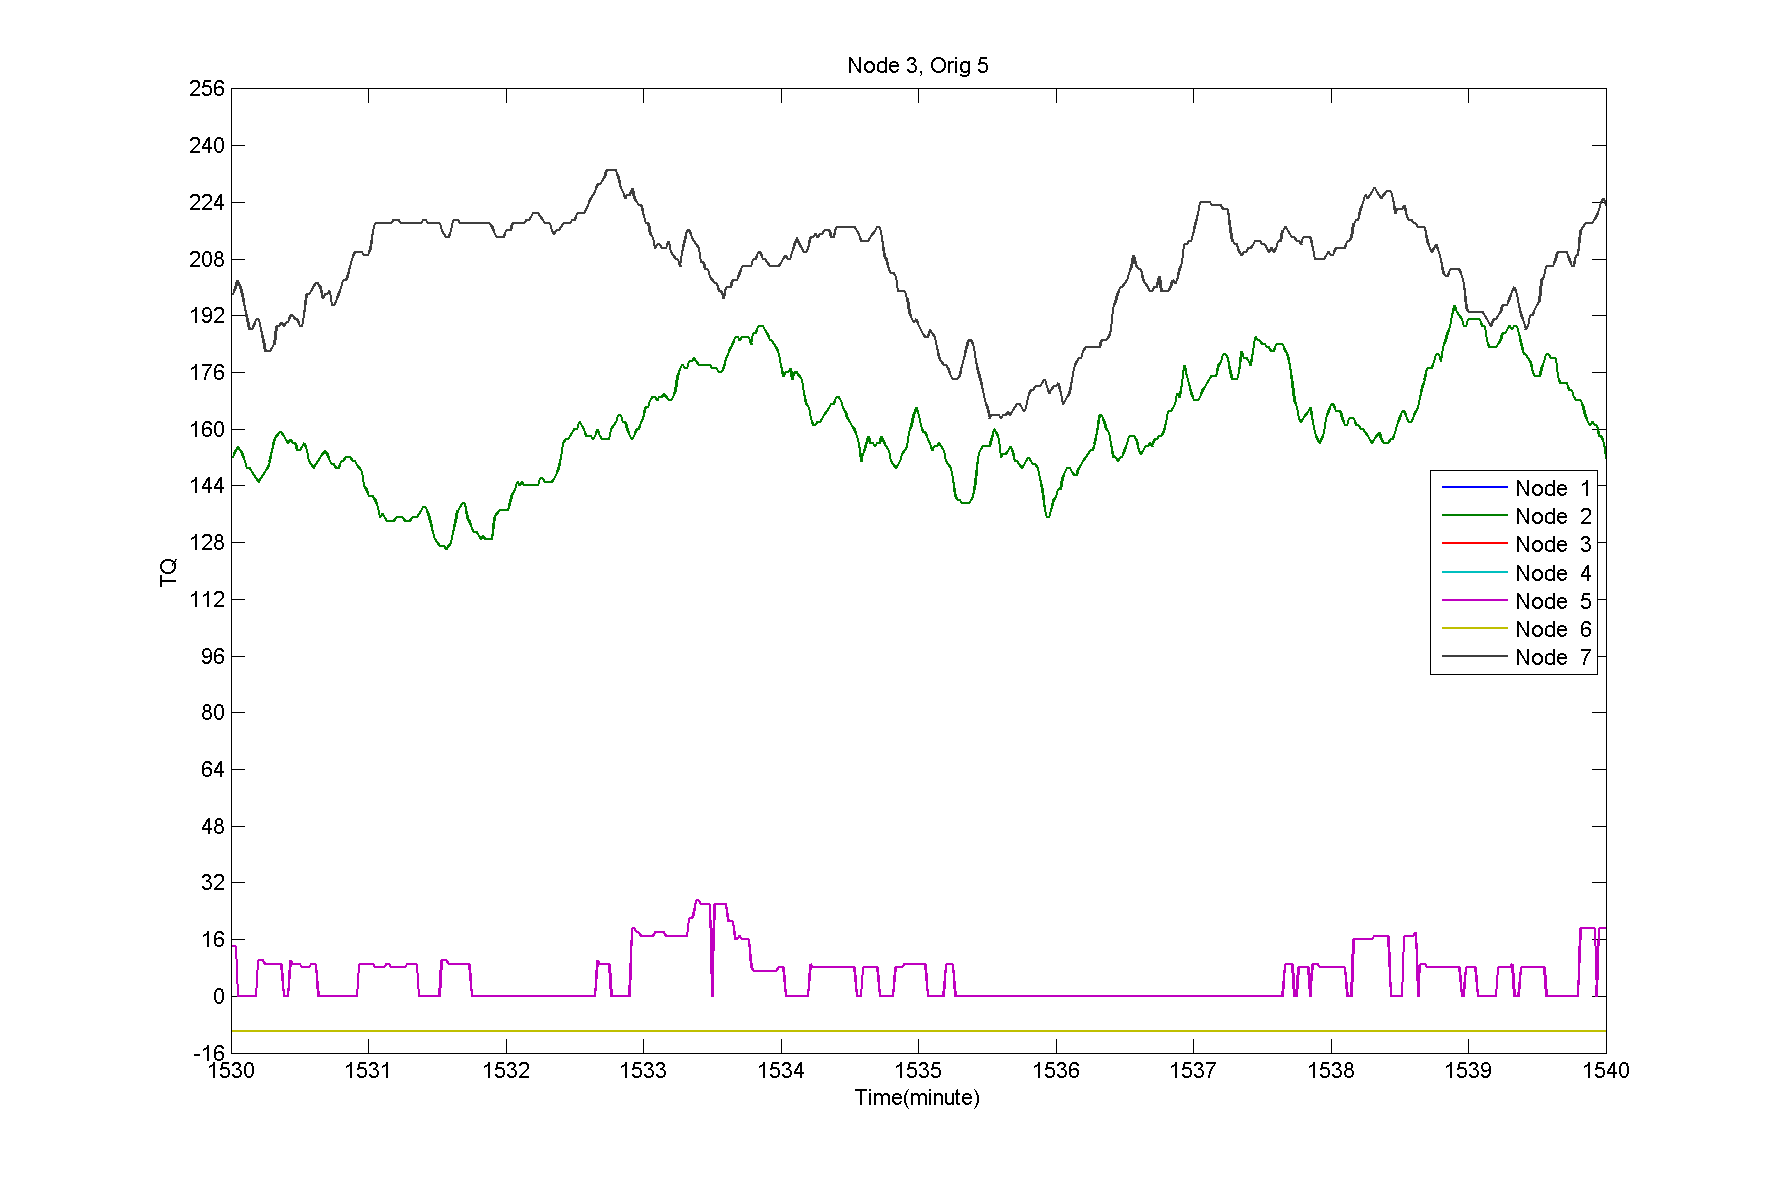 Node 3, Orig 5
256
240
224
208
192
176
160
144
128
112
96
80
64
48
32
16
0
-16
TQ
Node 1
Node 2
Node 3
Node 4
Node 5
Node 6
Node 7
1530 1531 1532 1533 1534 1535 1536 1537 1538 1539 1540
Time(minute)